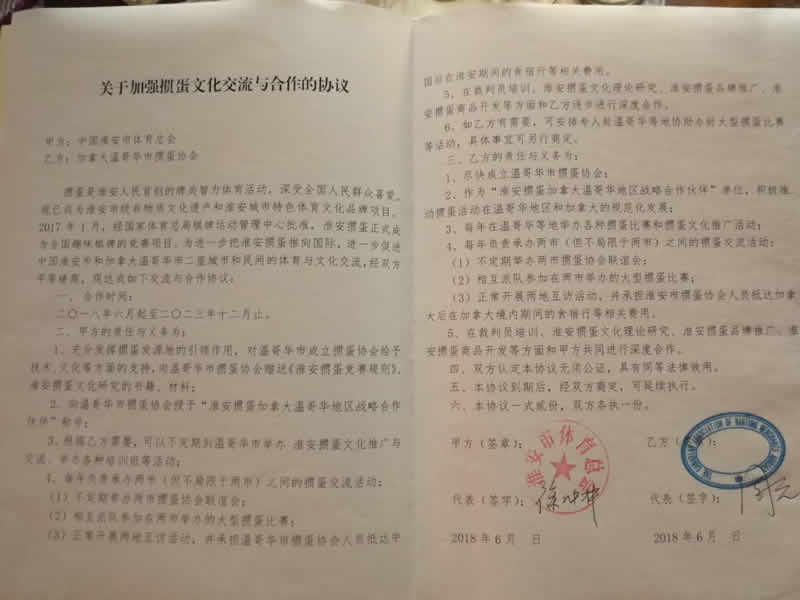 关于加强掼蛋文化交流与合作的协议
甲方：中国淮安市体育总会
乙方：加拿大温哥华市掼蛋协会
掼蛋是淮安人民首创的牌类智力体育活动，深受全国人民群众喜爱，
现已成为淮安市级非物质文化遗产和淮安城市特色体育文化品牌项目。
2017年1月，经国家体育总局棋牌运动管理中心批准，淮安掼蛋正式成
为全国趣味棋牌的竞赛项目。为进一步把淮安掼蛋推向国际，进一步促进
中国淮安市和加拿大温哥华市二座城市和民间的体育与文化交流，经双方
平等磋商，现达成如下交流与合作协议：
一、合作时间：
二〇一八年六月起至二〇二三年十二月止。
二、甲方的责任与义务为：
1、充分发挥掼蛋发源地的引领作用，对温哥华市成立掼蛋协会给予
技术、文化等方面的支持，向温哥华市掼蛋协会赠送《淮安掼蛋竞赛规则》、
淮安掼蛋文化研究的书籍、材料；
2、向温哥华市掼蛋协会授予“淮安掼蛋加拿大温哥华地区战略合作
伙伴”称号；
3、根据乙方需要，可以不定期到温哥华市举办 淮安掼蛋文化推广与
交流、举办各种培训班等活动；
4、每年负责承办两市（但不局限于两市）之间的掼蛋交流活动：
（1）不定期举办两市掼蛋协会联谊会；
（2）相互派队参加在两市举办的大型掼蛋比赛；
（3）正常开展两地互访活动，并承担温哥华市掼蛋协会人员抵达中
国后在淮安期间的食宿行等相关费用。
5、在裁判员培训、淮安掼蛋文化理论研究、淮安掼蛋品牌推广、淮
安掼蛋商品开发等方面和乙方逐步进行深度合作。
6、如乙方有需要，可安排专人赴温哥华等地协助办好大型掼蛋比赛
等活动，具体事宜可另行商定。
三、乙方的责任与义务为：
1、尽快成立温哥华市掼蛋协会；
2、作为“淮安掼蛋加拿大温哥华地区战略合作伙伴”单位，积极推
动掼蛋活动在温哥华地区和加拿大的规范化发展；
3、每年在温哥华等地举办各种掼蛋比赛和掼蛋文化推广活动；
4、每年负责承办两市（但不局限于两市）之间的掼蛋交流活动：
（1）不定期举办两市掼蛋协会联谊会；
（2）相互派队参加在两市举办的大型掼蛋比赛；
（3）正常开展两地互访活动，并承担淮安市掼蛋协会人员抵达加拿
大后在加拿大境内期间的食宿行等相关费用。
5、在裁判员培训、淮安掼蛋文化理论研究、淮安掼蛋品牌推广、淮
安掼蛋商品开发等方面和甲方共同进行深度合作。
四、双方认定本协议无须公证，具有同等法律效用。
五、本协议到期后，经双方商定，可延续执行。
六、本协议一式贰份，双方各执一份。
甲方（签章）：
乙方（签章）：
淮安市体育总会
代表（签字）：
代表（签字）：
2018年6月 日
2018年6月 日